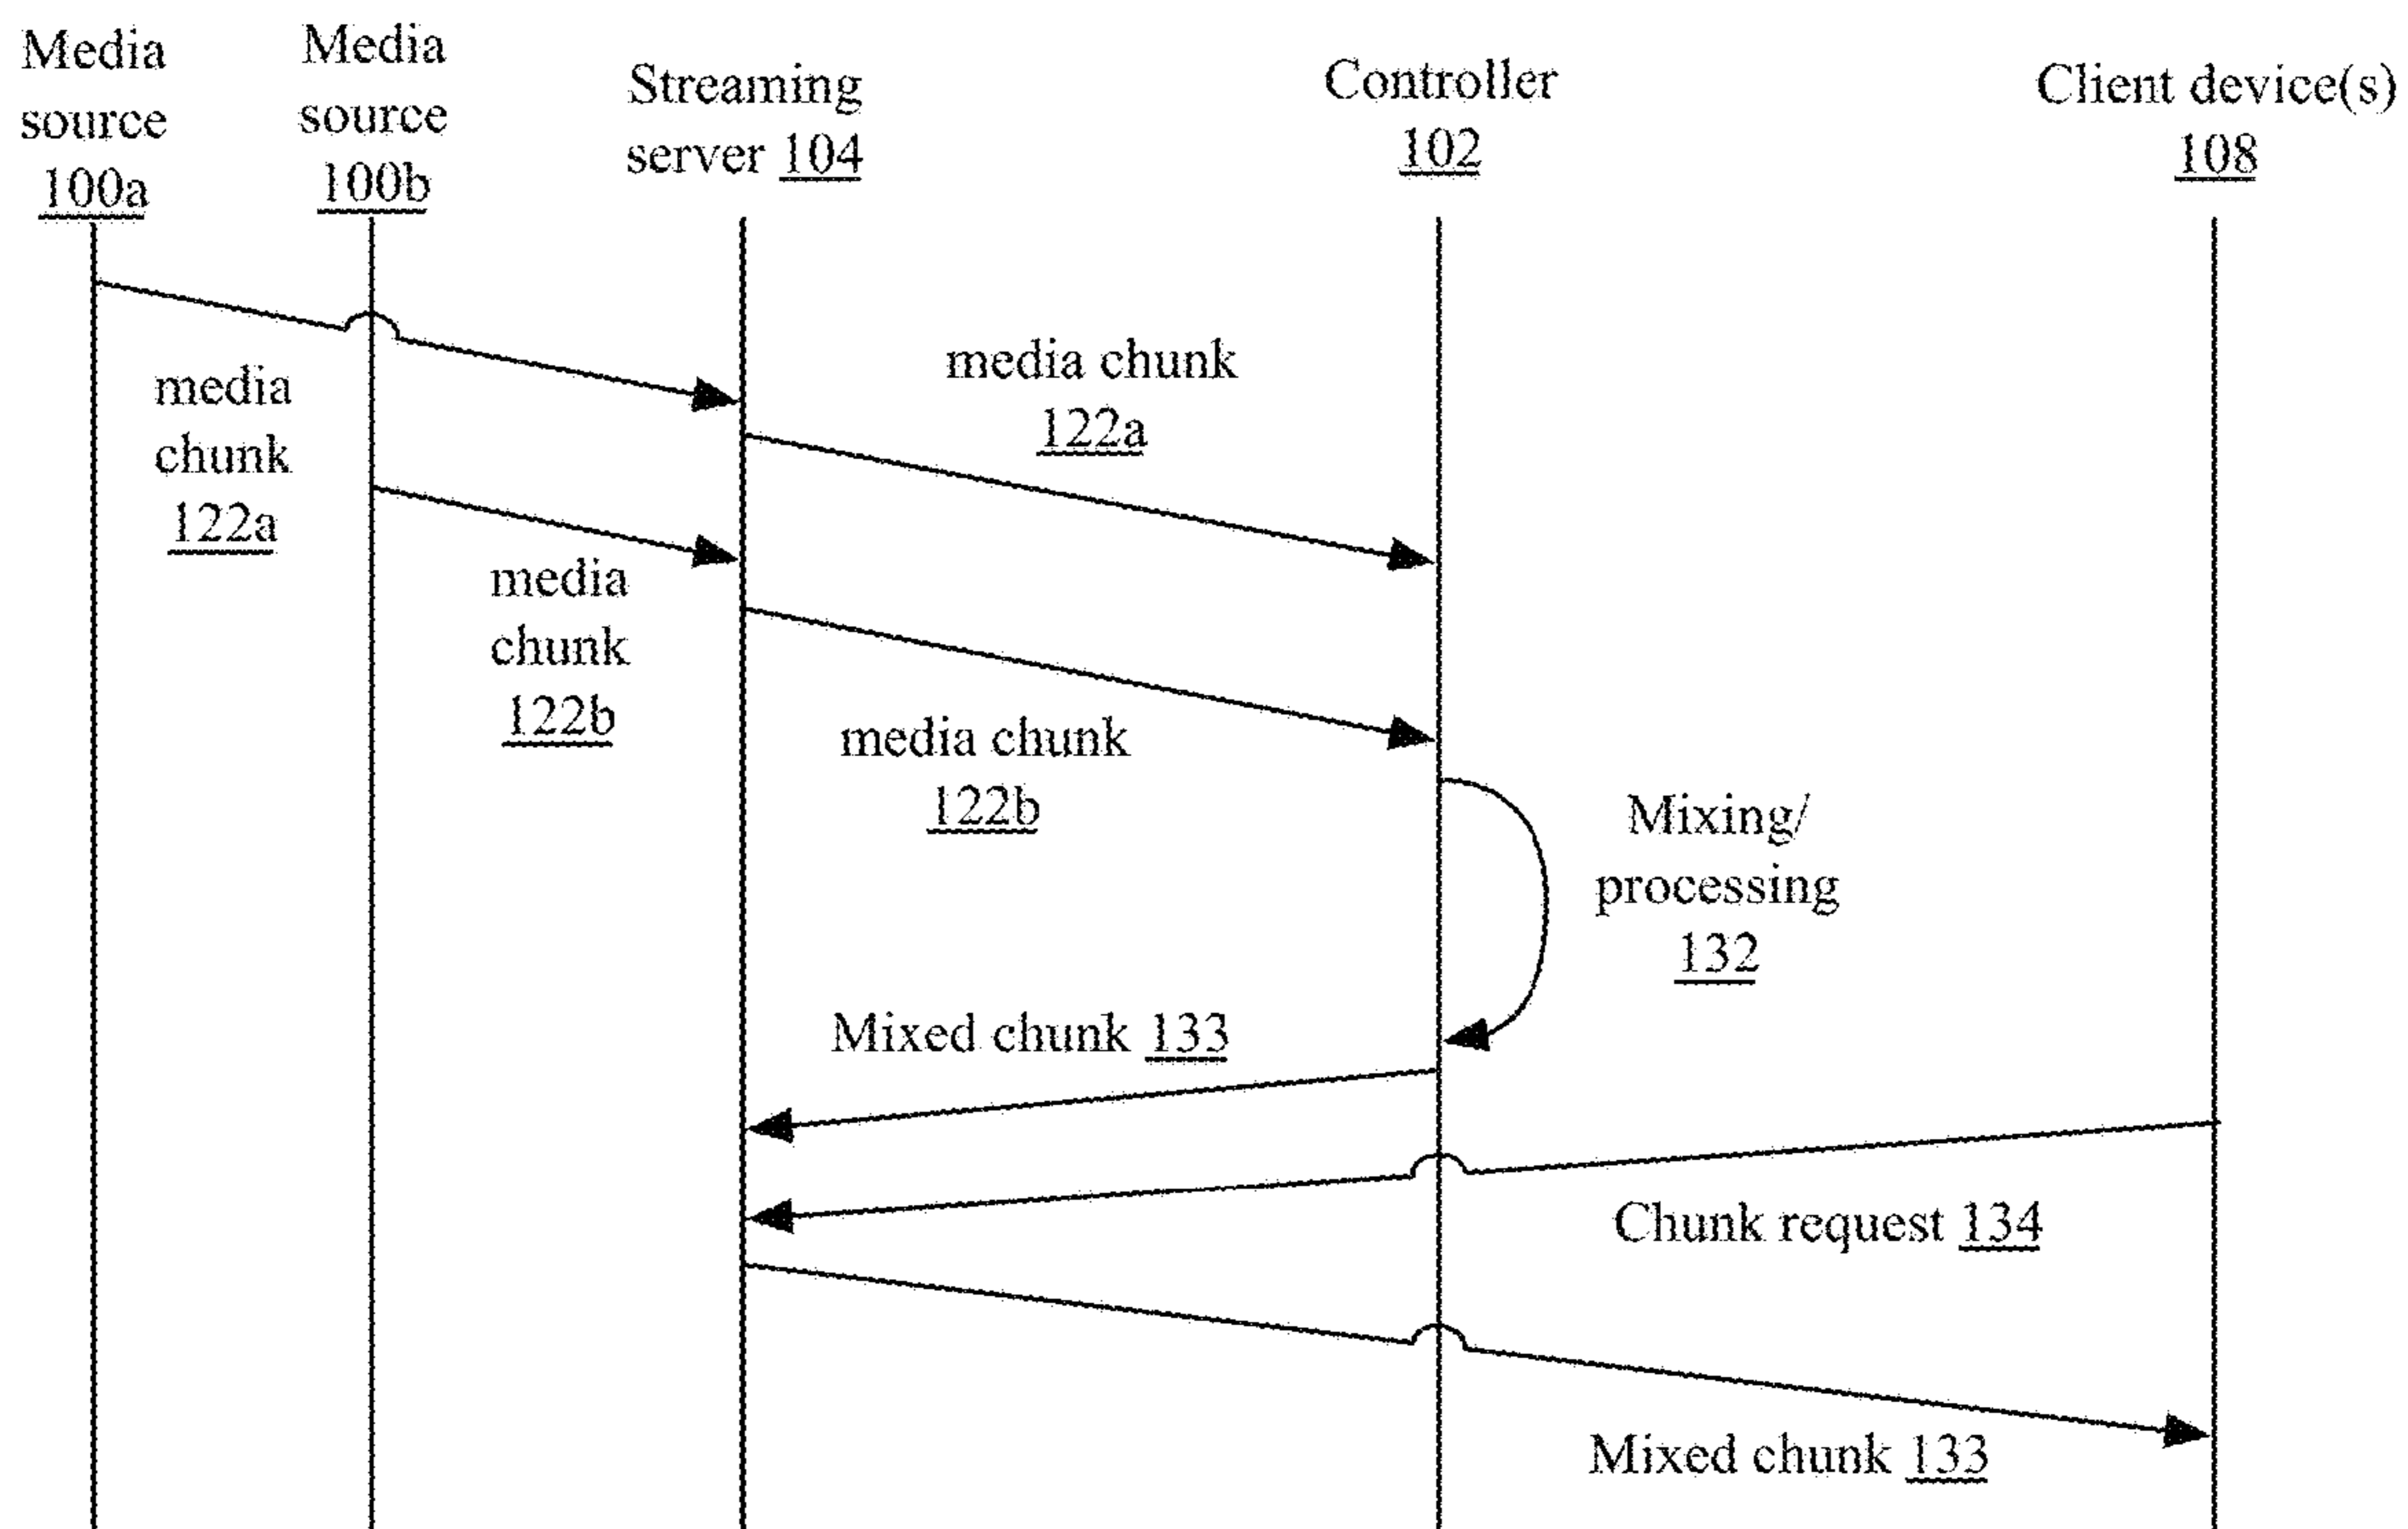 Media
source
100a
Media
source
100b
Streaming
server 104
Controller
102
Client device(s)
108
media
chunk
122a
media chunk
122a
media
chunk
122b
media chunk
122b
Mixing/
processing
132
Mixed chunk 133
Chunk request 134
Mixed chunk 133